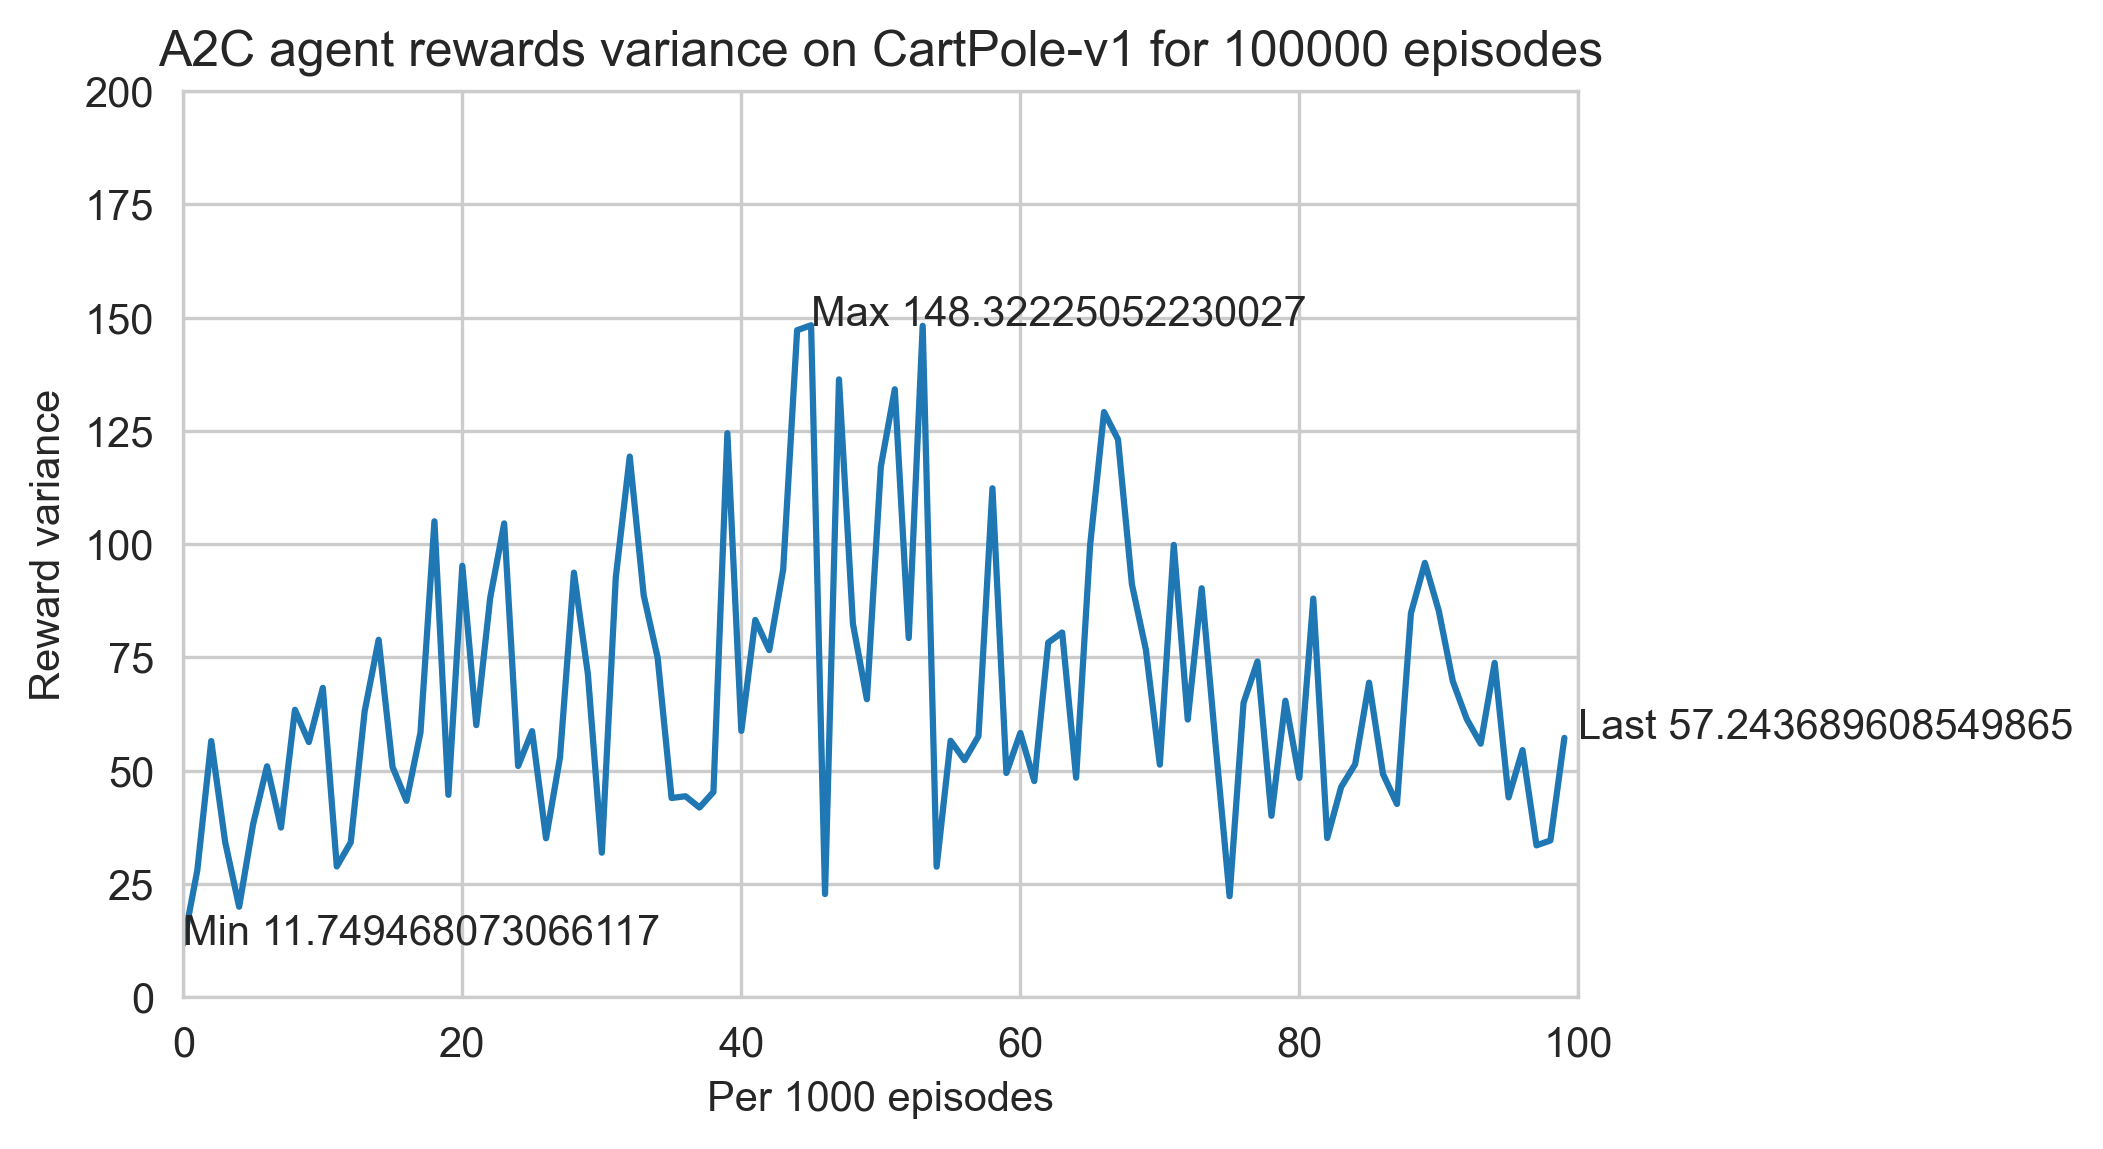 A2C agent rewards variance on CartPole-v1 for 100000 episodes
200
175
150
125
100
75
50
25
0
Reward variance
Max 148.32225052230027
Last 57.243689608549865
Min 11.749468073066117
0 20 40 60 80 100
Per 1000 episodes